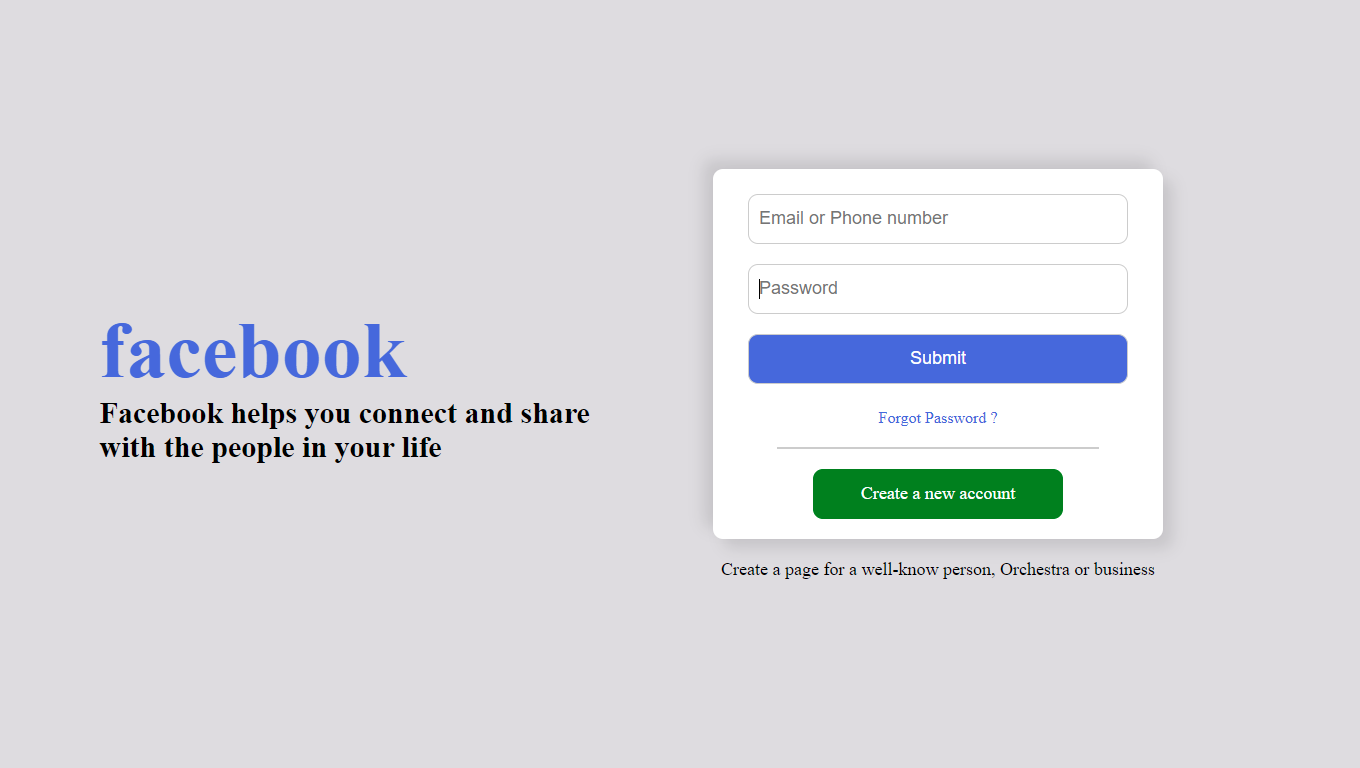 facebook
Facebook helps you connect and share
with the people in your life
Email or Phone number
Password
Submit
Forgot Password ?
Create a new account
Create a page for a well-know person, Orchestra or business